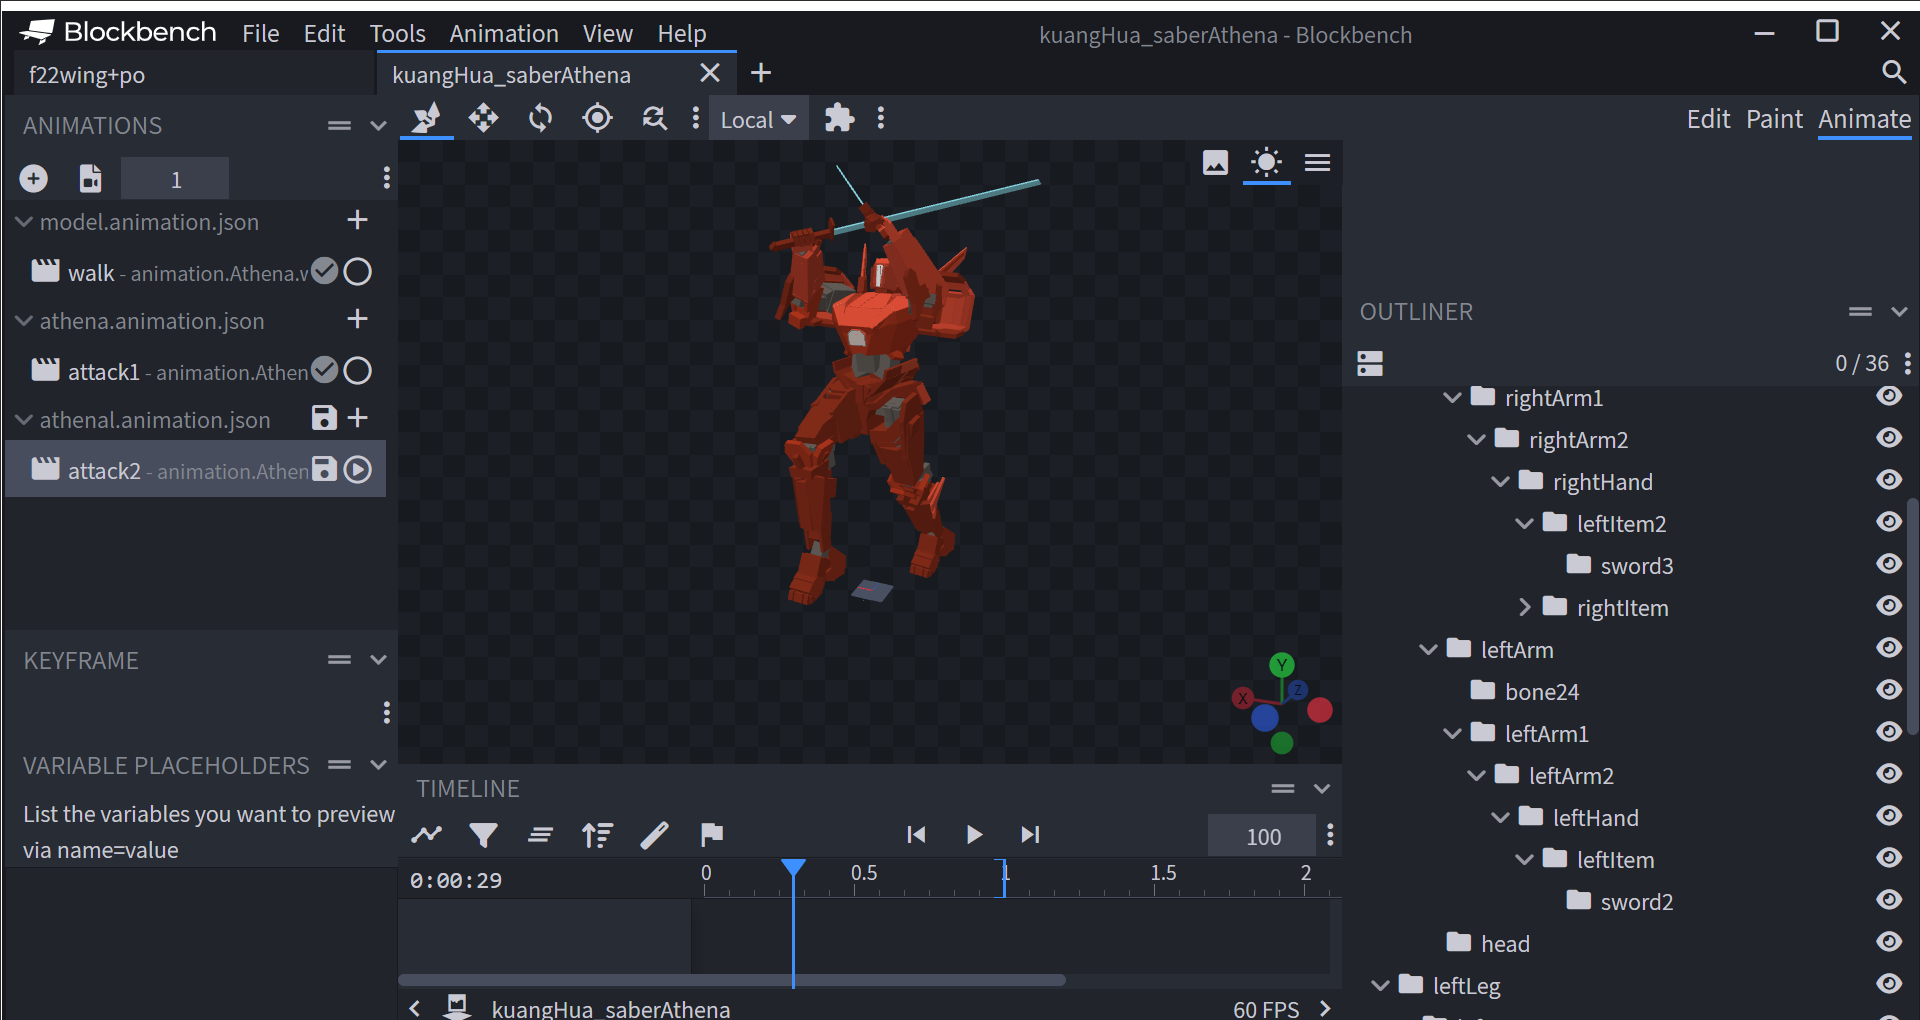 Blockbench File Edit Tools Animation View Help
kuangHua_saberAthena - Blockbench
f22wing+po
kuangHua_saberAthena
ANIMATIONS
Local
Edit Paint Animate
1
model.animation.json
walk - animation.Athena.w
athena.animation.json
attack1 - animation.Athen
athenal.animation.json
attack2 - animation.Athen
KEYFRAME
VARIABLE PLACEHOLDERS
List the variables you want to preview
via name=value
Y
X
Z
TIMELINE
100
0:00:29
0 0.5 1 1.5 2
kuangHua_saberAthena
60 FPS
OUTLINER
0 / 36
rightArm1
rightArm2
rightHand
leftItem2
sword3
rightItem
leftArm
bone24
leftArm1
leftArm2
leftHand
leftItem
sword2
head
leftLeg